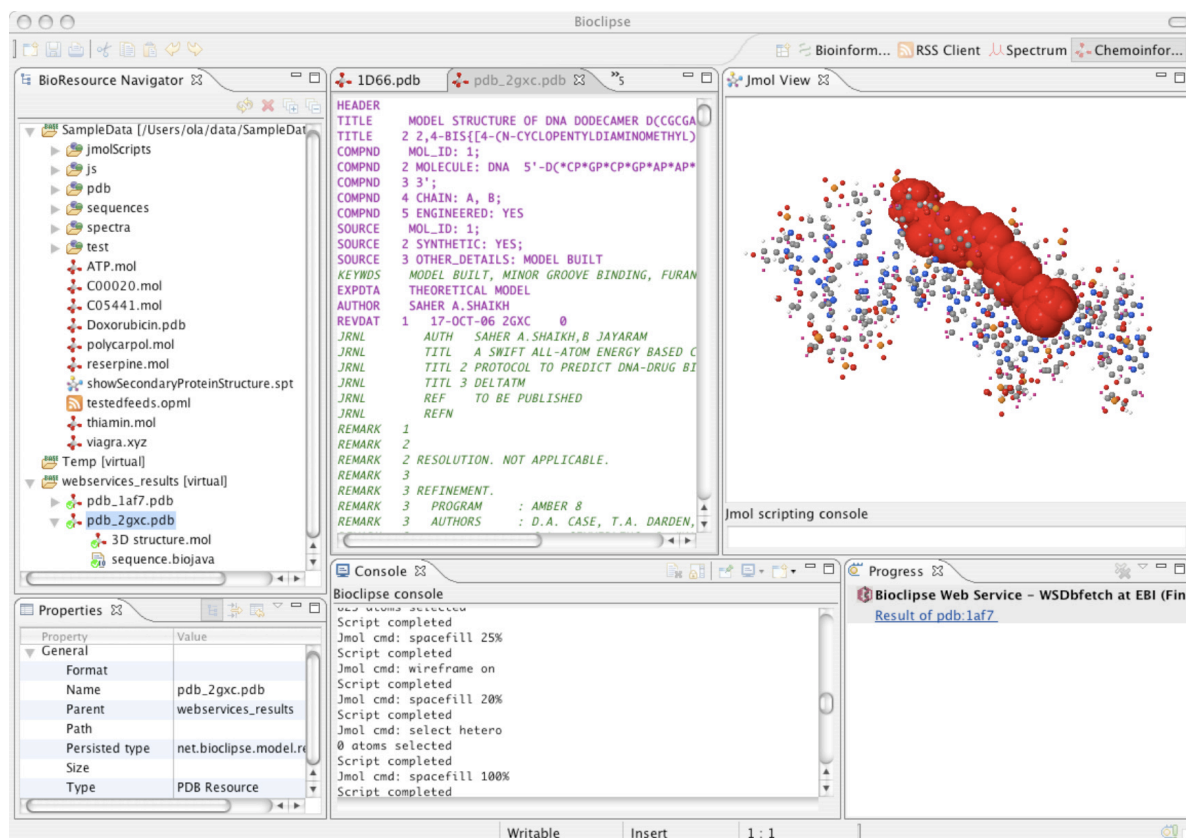 Bioclipse
Bioinform... RSS Client Spectrum Chemoinfor...
BioResource Navigator
SampleData [/Users/ola/data/SampleDat
jmolScripts
js
pdb
sequences
spectra
test
ATP.mol
C00020.mol
C05441.mol
Doxorubicin.pdb
polycarpol.mol
reserpine.mol
showSecondaryProteinStructure.spt
testedfeeds.opml
thiamin.mol
viagra.xyz
Temp [virtual]
webservices_results [virtual]
pdb_1af7.pdb
pdb_2gxc.pdb
3D structure.mol
sequence.biojava
Properties
Property Value
General
Format
Name pdb_2gxc.pdb
Parent webservices_results
Path
Persisted type net.bioclipse.model.re
Size
Type PDB Resource
1D66.pdb pdb_2gxc.pdb »5
HEADER
TITLE MODEL STRUCTURE OF DNA DODECAMER D(CGCGA
TITLE 2 2,4-BIS{[4-(N-CYCLOPENTYLDIAMINOMETHYL)
COMPND MOL_ID: 1;
COMPND 2 MOLECULE: DNA 5'-D(*CP*GP*CP*GP*AP*AP*
COMPND 3 3';
COMPND 4 CHAIN: A, B;
COMPND 5 ENGINEERED: YES
SOURCE MOL_ID: 1;
SOURCE 2 SYNTHETIC: YES;
SOURCE 3 OTHER_DETAILS: MODEL BUILT
KEYWDS MODEL BUILT, MINOR GROOVE BINDING, FURAN
EXPDTA THEORETICAL MODEL
AUTHOR SAHER A.SHAIKH
REVDAT 1 17-OCT-06 2GXC 0
JRNL AUTH SAHER A.SHAIKH,B JAYARAM
JRNL TITL A SWIFT ALL-ATOM ENERGY BASED C
JRNL TITL 2 PROTOCOL TO PREDICT DNA-DRUG BI
JRNL TITL 3 DELTATM
JRNL REF TO BE PUBLISHED
JRNL REFN
REMARK 1
REMARK 2
REMARK 2 RESOLUTION. NOT APPLICABLE.
REMARK 3
REMARK 3 REFINEMENT.
REMARK 3 PROGRAM : AMBER 8
REMARK 3 AUTHORS : D.A. CASE, T.A. DARDEN,
Jmol View
Jmol scripting console
Console
Bioclipse console
825 atoms selected
Script completed
Jmol cmd: spacefill 25%
Script completed
Jmol cmd: wireframe on
Script completed
Jmol cmd: spacefill 20%
Script completed
Jmol cmd: select hetero
0 atoms selected
Script completed
Jmol cmd: spacefill 100%
Script completed
Progress
Bioclipse Web Service - WSDbfetch at EBI (Fin
Result of pdb:1af7
Writable Insert 1 : 1